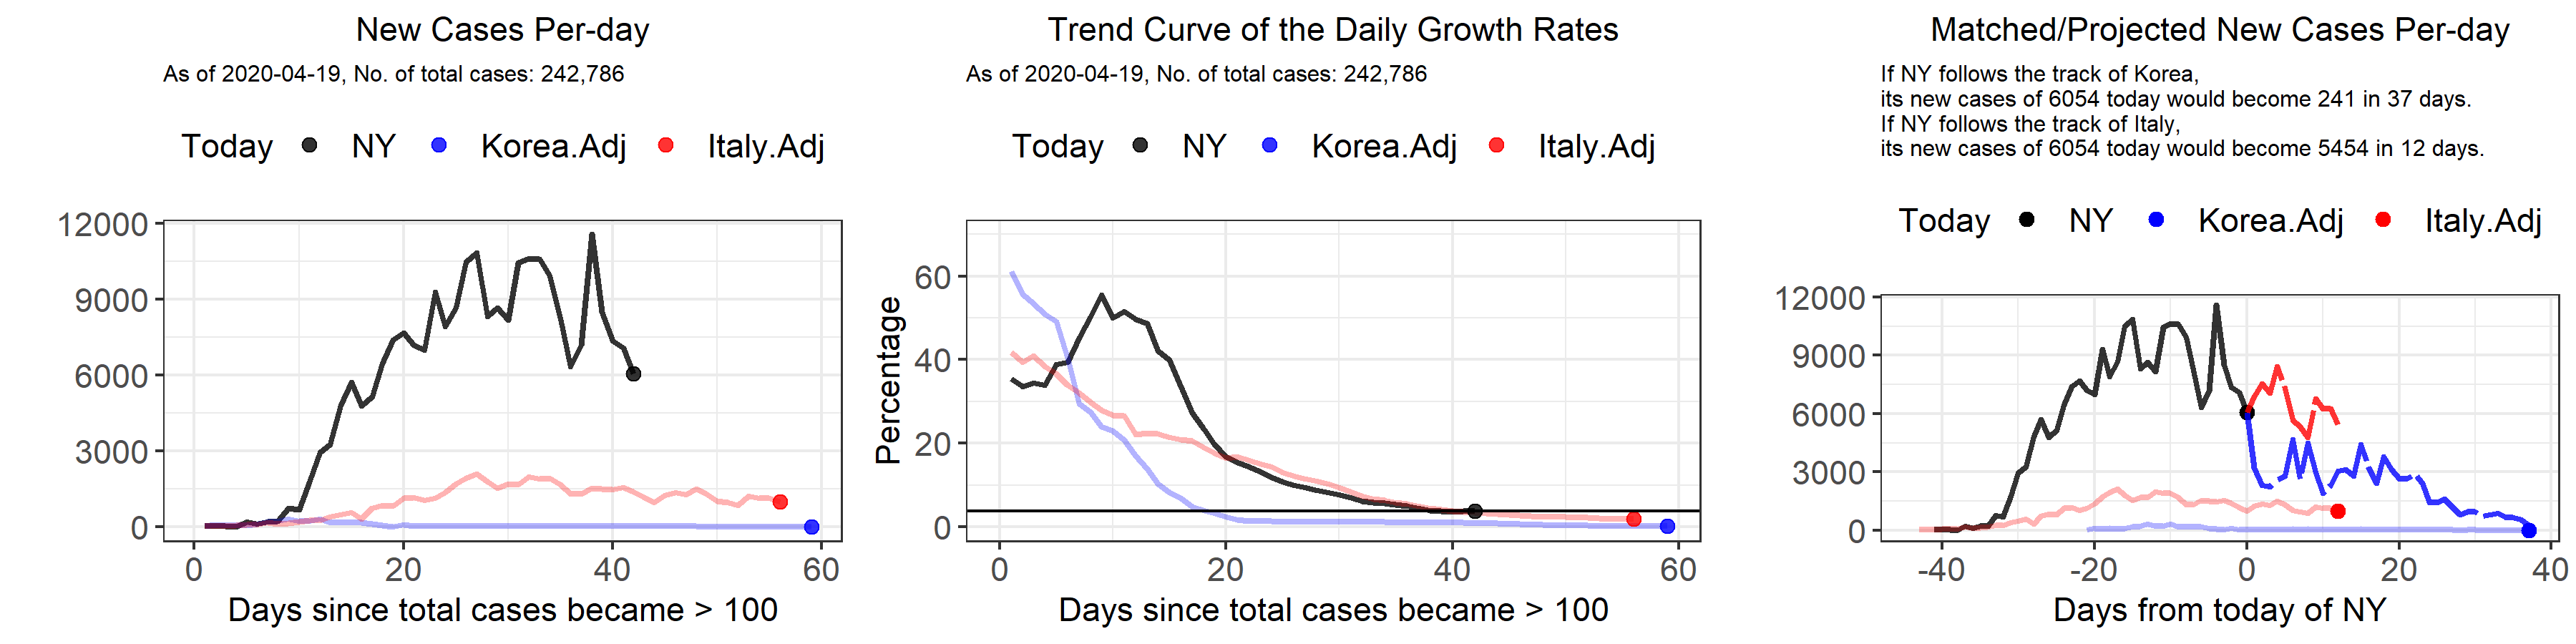 New Cases Per-day
As of 2020-04-19, No. of total cases: 242,786
Today NY Korea.Adj Italy.Adj
12000
9000
6000
3000
0
0 20 40 60
Days since total cases became > 100
Trend Curve of the Daily Growth Rates
As of 2020-04-19, No. of total cases: 242,786
Today NY Korea.Adj Italy.Adj
Percentage
60
40
20
0
0 20 40 60
Days since total cases became > 100
Matched/Projected New Cases Per-day
If NY follows the track of Korea,
its new cases of 6054 today would become 241 in 37 days.
If NY follows the track of Italy,
its new cases of 6054 today would become 5454 in 12 days.
Today NY Korea.Adj Italy.Adj
12000
9000
6000
3000
0
-40 -20 0 20 40
Days from today of NY